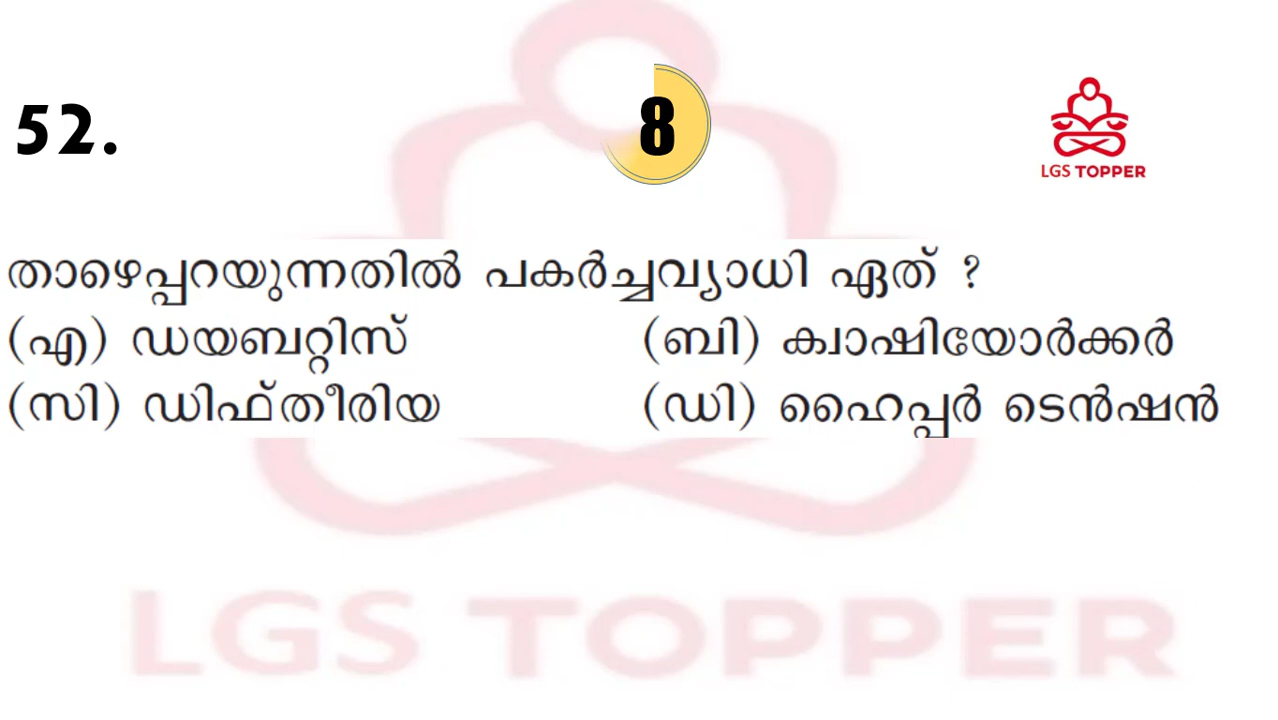 52.
8
LGS TOPPER
താഴെപ്പറയുന്നതിൽ പകർച്ചവ്യാധി ഏത് ?
(എ) ഡയബറ്റിസ് (ബി) ക്വാഷിയോർക്കർ
(സി) ഡിഫ്തീരിയ (ഡി) ഹൈപ്പർ ടെൻഷൻ
LGS TOPPER